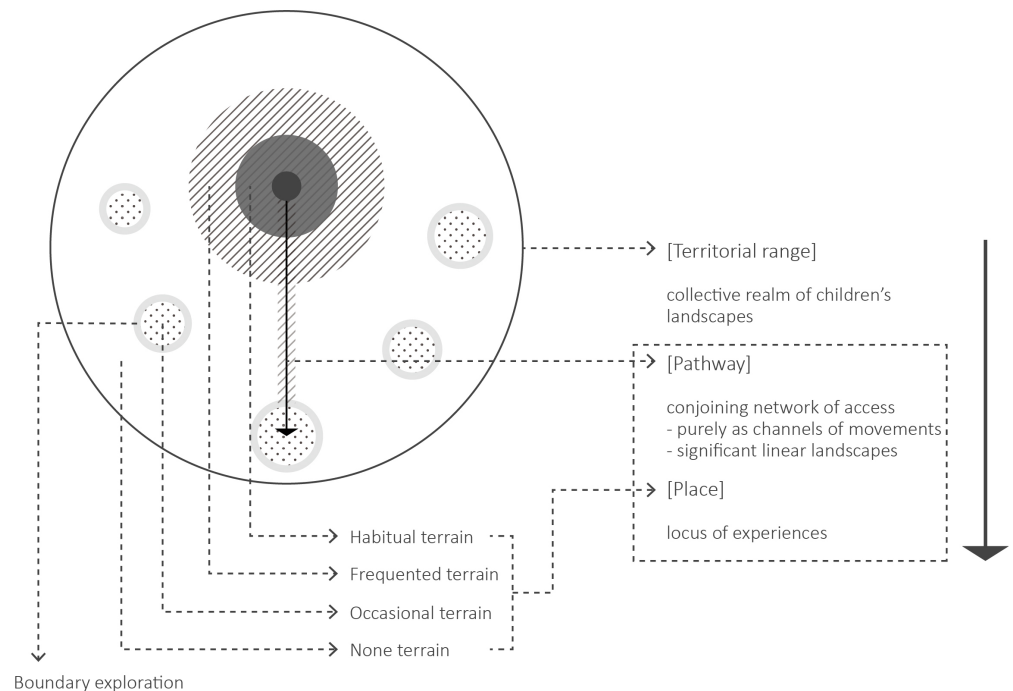 [Territorial range]
collective realm of children’s
landscapes
[Pathway]
conjoining network of access
- purely as channels of movements
- significant linear landscapes
[Place]
locus of experiences
Habitual terrain
Frequented terrain
Occasional terrain
None terrain
Boundary exploration